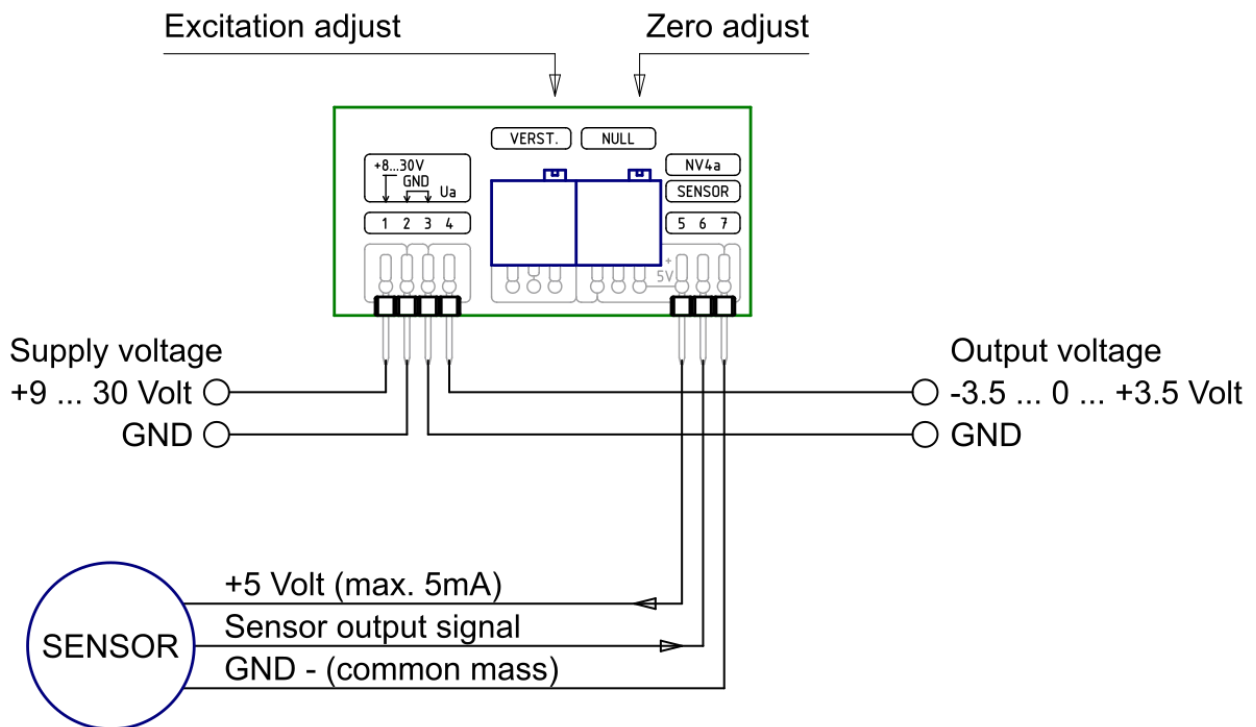 Excitation adjust
Zero adjust
VERST.
NULL
+8...30V
GND
Ua
NV4a
SENSOR
1 2 3 4
5 6 7
+
5V
Supply voltage
+9 ... 30 Volt
GND
Output voltage
-3.5 ... 0 ... +3.5 Volt
GND
+5 Volt (max. 5mA)
Sensor output signal
GND - (common mass)
SENSOR